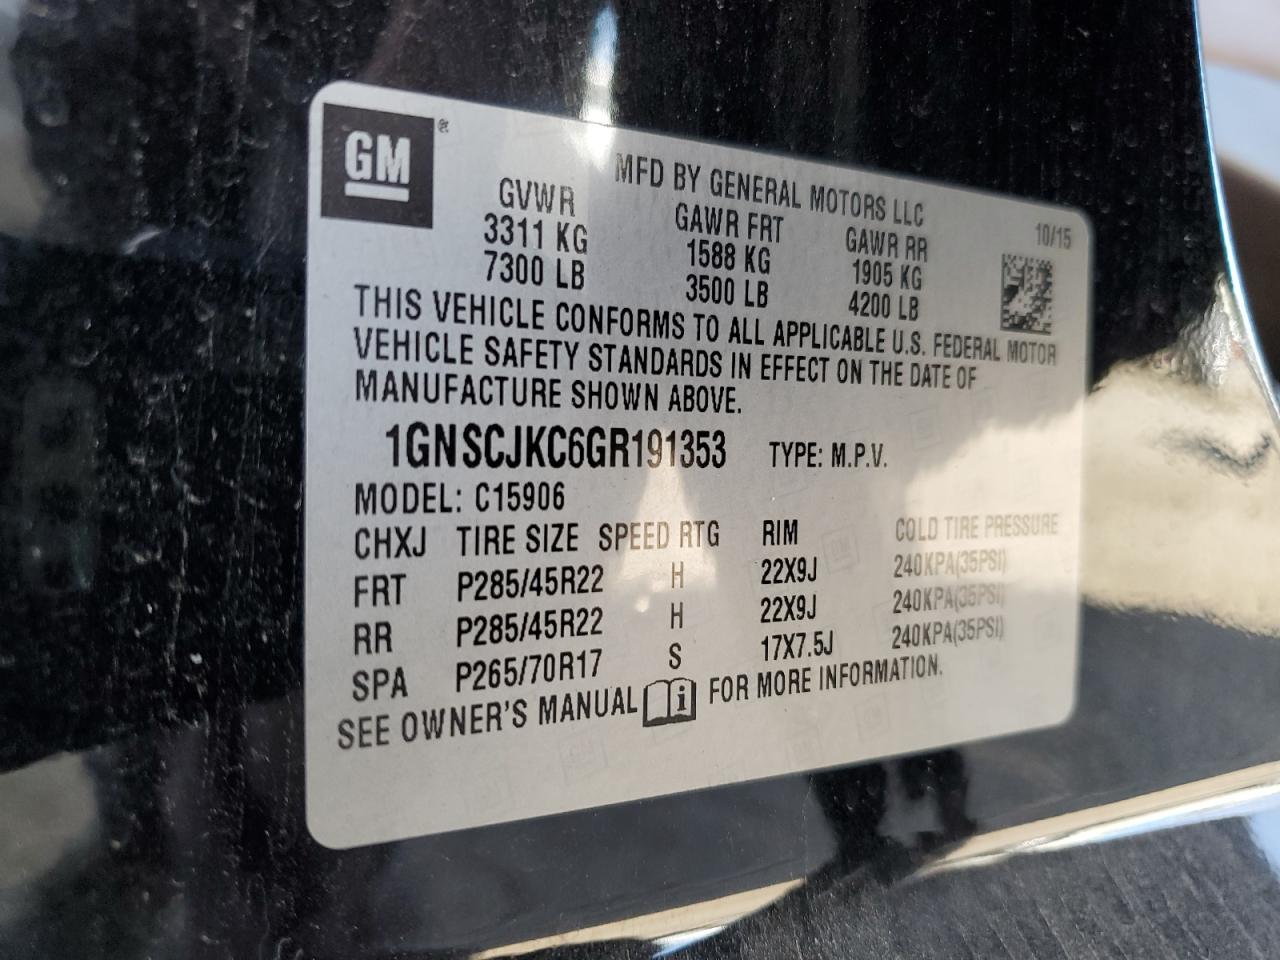 GM ®
MFD BY GENERAL MOTORS LLC
GVWR GAWR FRT GAWR RR 10/15
3311 KG 1588 KG 1905 KG
7300 LB 3500 LB 4200 LB
THIS VEHICLE CONFORMS TO ALL APPLICABLE U.S. FEDERAL MOTOR
VEHICLE SAFETY STANDARDS IN EFFECT ON THE DATE OF
MANUFACTURE SHOWN ABOVE.
1GNSCJKC6GR191353 TYPE: M.P.V.
MODEL: C15906
CHXJ TIRE SIZE SPEED RTG RIM COLD TIRE PRESSURE
FRT P285/45R22 H 22X9J 240KPA(35PSI)
RR P285/45R22 H 22X9J 240KPA(35PSI)
SPA P265/70R17 S 17X7.5J 240KPA(35PSI)
SEE OWNER'S MANUAL i FOR MORE INFORMATION.